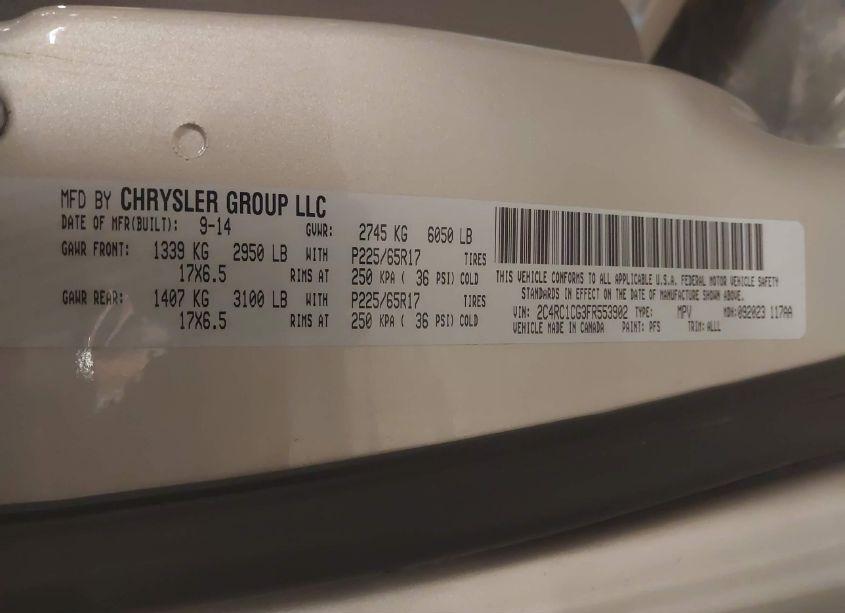 MFD BY CHRYSLER GROUP LLC
DATE OF MFR(BUILT): 9-14 GVWR: 2745 KG 6050 LB
GAWR FRONT: 1339 KG 2950 LB WITH P225/65R17 TIRES
17X6.5 RIMS AT 250 KPA ( 36 PSI) COLD
GAWR REAR: 1407 KG 3100 LB WITH P225/65R17 TIRES
17X6.5 RIMS AT 250 KPA ( 36 PSI) COLD
THIS VEHICLE CONFORMS TO ALL APPLICABLE U.S.A. FEDERAL MOTOR VEHICLE SAFETY
STANDARDS IN EFFECT ON THE DATE OF MANUFACTURE SHOWN ABOVE.
VIN: 2C4RC1CG3FR553902 TYPE: MPV MDH:092023 117AA
VEHICLE MADE IN CANADA PAINT: PFS TRIM: ALLL